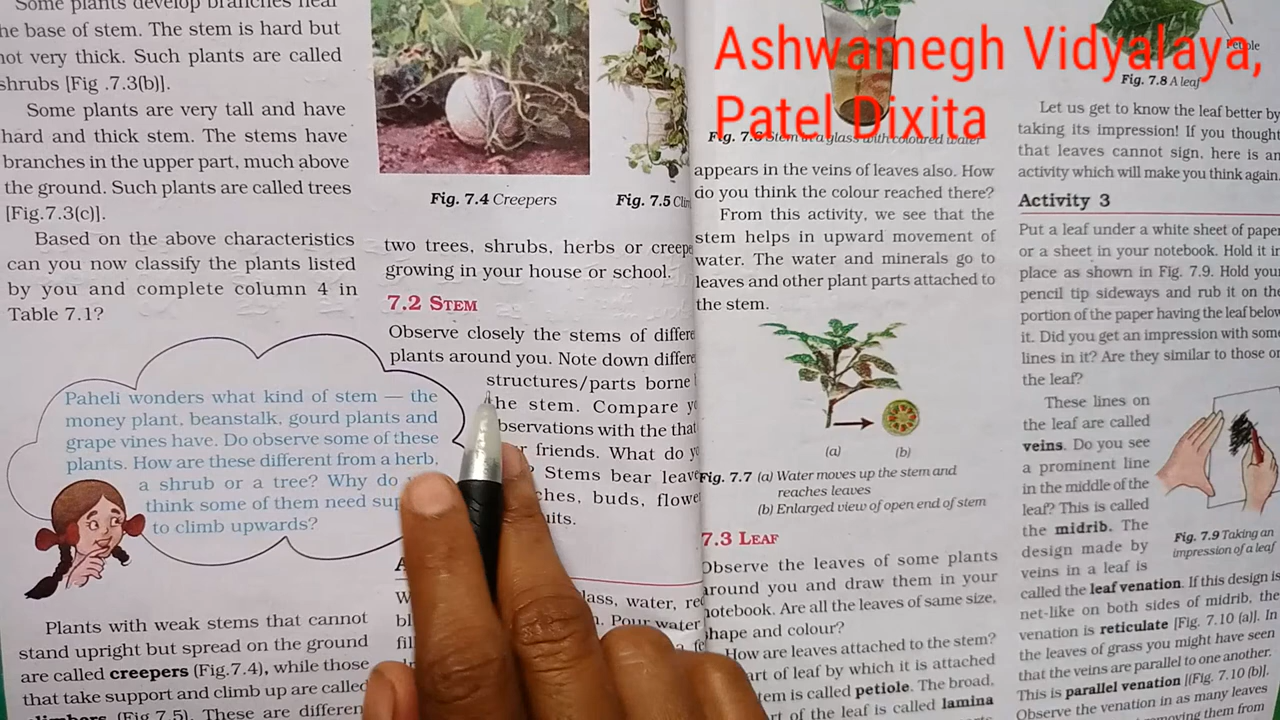 Some plants develop branches near
the base of stem. The stem is hard but
not very thick. Such plants are called
shrubs [Fig .7.3(b)].
Some plants are very tall and have
hard and thick stem. The stems have
branches in the upper part, much above
the ground. Such plants are called trees
[Fig.7.3(c)].
Based on the above characteristics
can you now classify the plants listed
by you and complete column 4 in
Table 7.1?
Paheli wonders what kind of stem — the
money plant, beanstalk, gourd plants and
grape vines have. Do observe some of these
plants. How are these different from a herb,
a shrub or a tree? Why do
think some of them need
to climb upwards?
Plants with weak stems that cannot
stand upright but spread on the ground
are called creepers (Fig.7.4), while those
that take support and climb up are called
climbers (Fig.7.5). These are
Fig. 7.4 Creepers
Fig. 7.5
two trees, shrubs, herbs or
growing in your house or school.
7.2 STEM
Observe closely the stems of
plants around you. Note down
structures/parts borne
the stem. Compare
observations with the
friends. What do
Stems bear
buds,
glass, water,
Pour water
Ashwamegh Vidyalaya,
Patel Dixita
Fig. 7.6 Stem in a glass with coloured water
appears in the veins of leaves also. How
do you think the colour reached there?
From this activity, we see that the
stem helps in upward movement of
water. The water and minerals go to
leaves and other plant parts attached to
the stem.
(a) (b)
Fig. 7.7 (a) Water moves up the stem and
reaches leaves
(b) Enlarged view of open end of stem
7.3 LEAF
Observe the leaves of some plants
around you and draw them in your
notebook. Are all the leaves of same size,
shape and colour?
How are leaves attached to the stem?
part of leaf by which it is attached
stem is called petiole. The broad,
of the leaf is called lamina
Petiole
Fig. 7.8 A leaf
Let us get to know the leaf better by
taking its impression! If you thought
that leaves cannot sign, here is an
activity which will make you think again.
Activity 3
Put a leaf under a white sheet of paper
or a sheet in your notebook. Hold it in
place as shown in Fig. 7.9. Hold your
pencil tip sideways and rub it on the
portion of the paper having the leaf below
it. Did you get an impression with some
lines in it? Are they similar to those on
the leaf?
These lines on
the leaf are called
veins. Do you see
a prominent line
in the middle of the
leaf? This is called
the midrib. The
design made by
veins in a leaf is
called the leaf venation. If this design is
net-like on both sides of midrib, the
venation is reticulate [Fig. 7.10 (a)]. In
the leaves of grass you might have seen
that the veins are parallel to one another.
This is parallel venation [(Fig. 7.10 (b)].
Observe the venation in as many leaves
removing them from
Fig. 7.9 Taking an
impression of a leaf